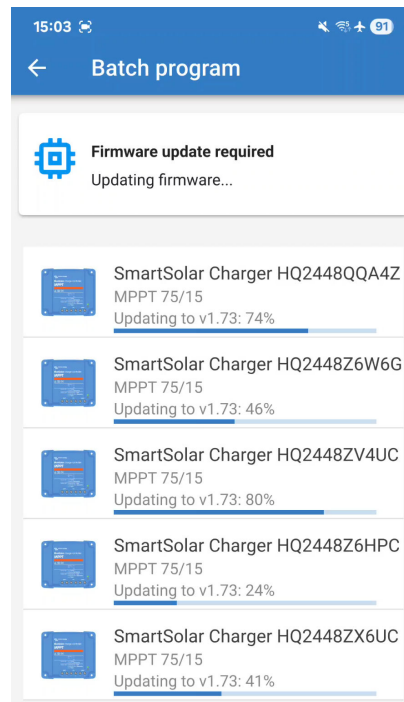 15:03
91
Batch program
Firmware update required
Updating firmware...
SmartSolar Charger HQ2448QQA4Z
MPPT 75/15
Updating to v1.73: 74%
SmartSolar Charger HQ2448Z6W6G
MPPT 75/15
Updating to v1.73: 46%
SmartSolar Charger HQ2448ZV4UC
MPPT 75/15
Updating to v1.73: 80%
SmartSolar Charger HQ2448Z6HPC
MPPT 75/15
Updating to v1.73: 24%
SmartSolar Charger HQ2448ZX6UC
MPPT 75/15
Updating to v1.73: 41%